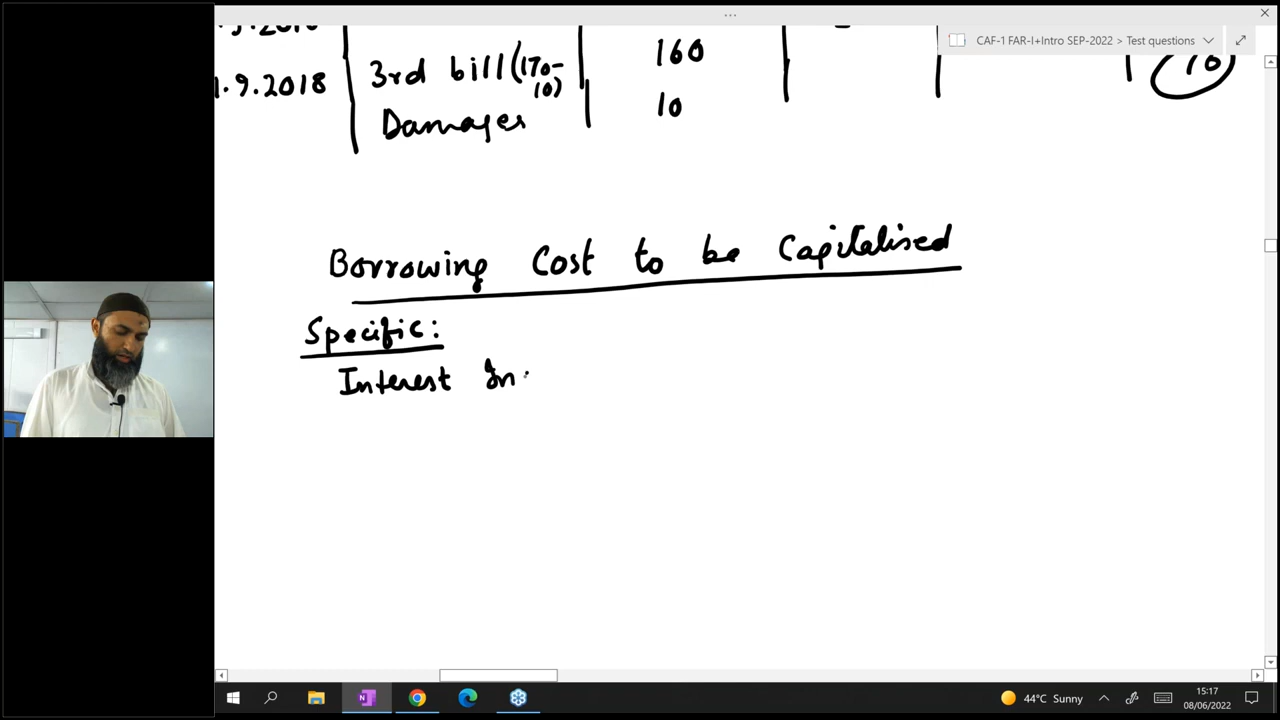 CAF-1 FAR-I+Intro SEP-2022 > Test questions
160
3rd bill (170-
10)
.9.2018
10
Damages
Borrowing Cost to be Capitalised
Specific:
Interest In
44°C Sunny
15:17
08/06/2022